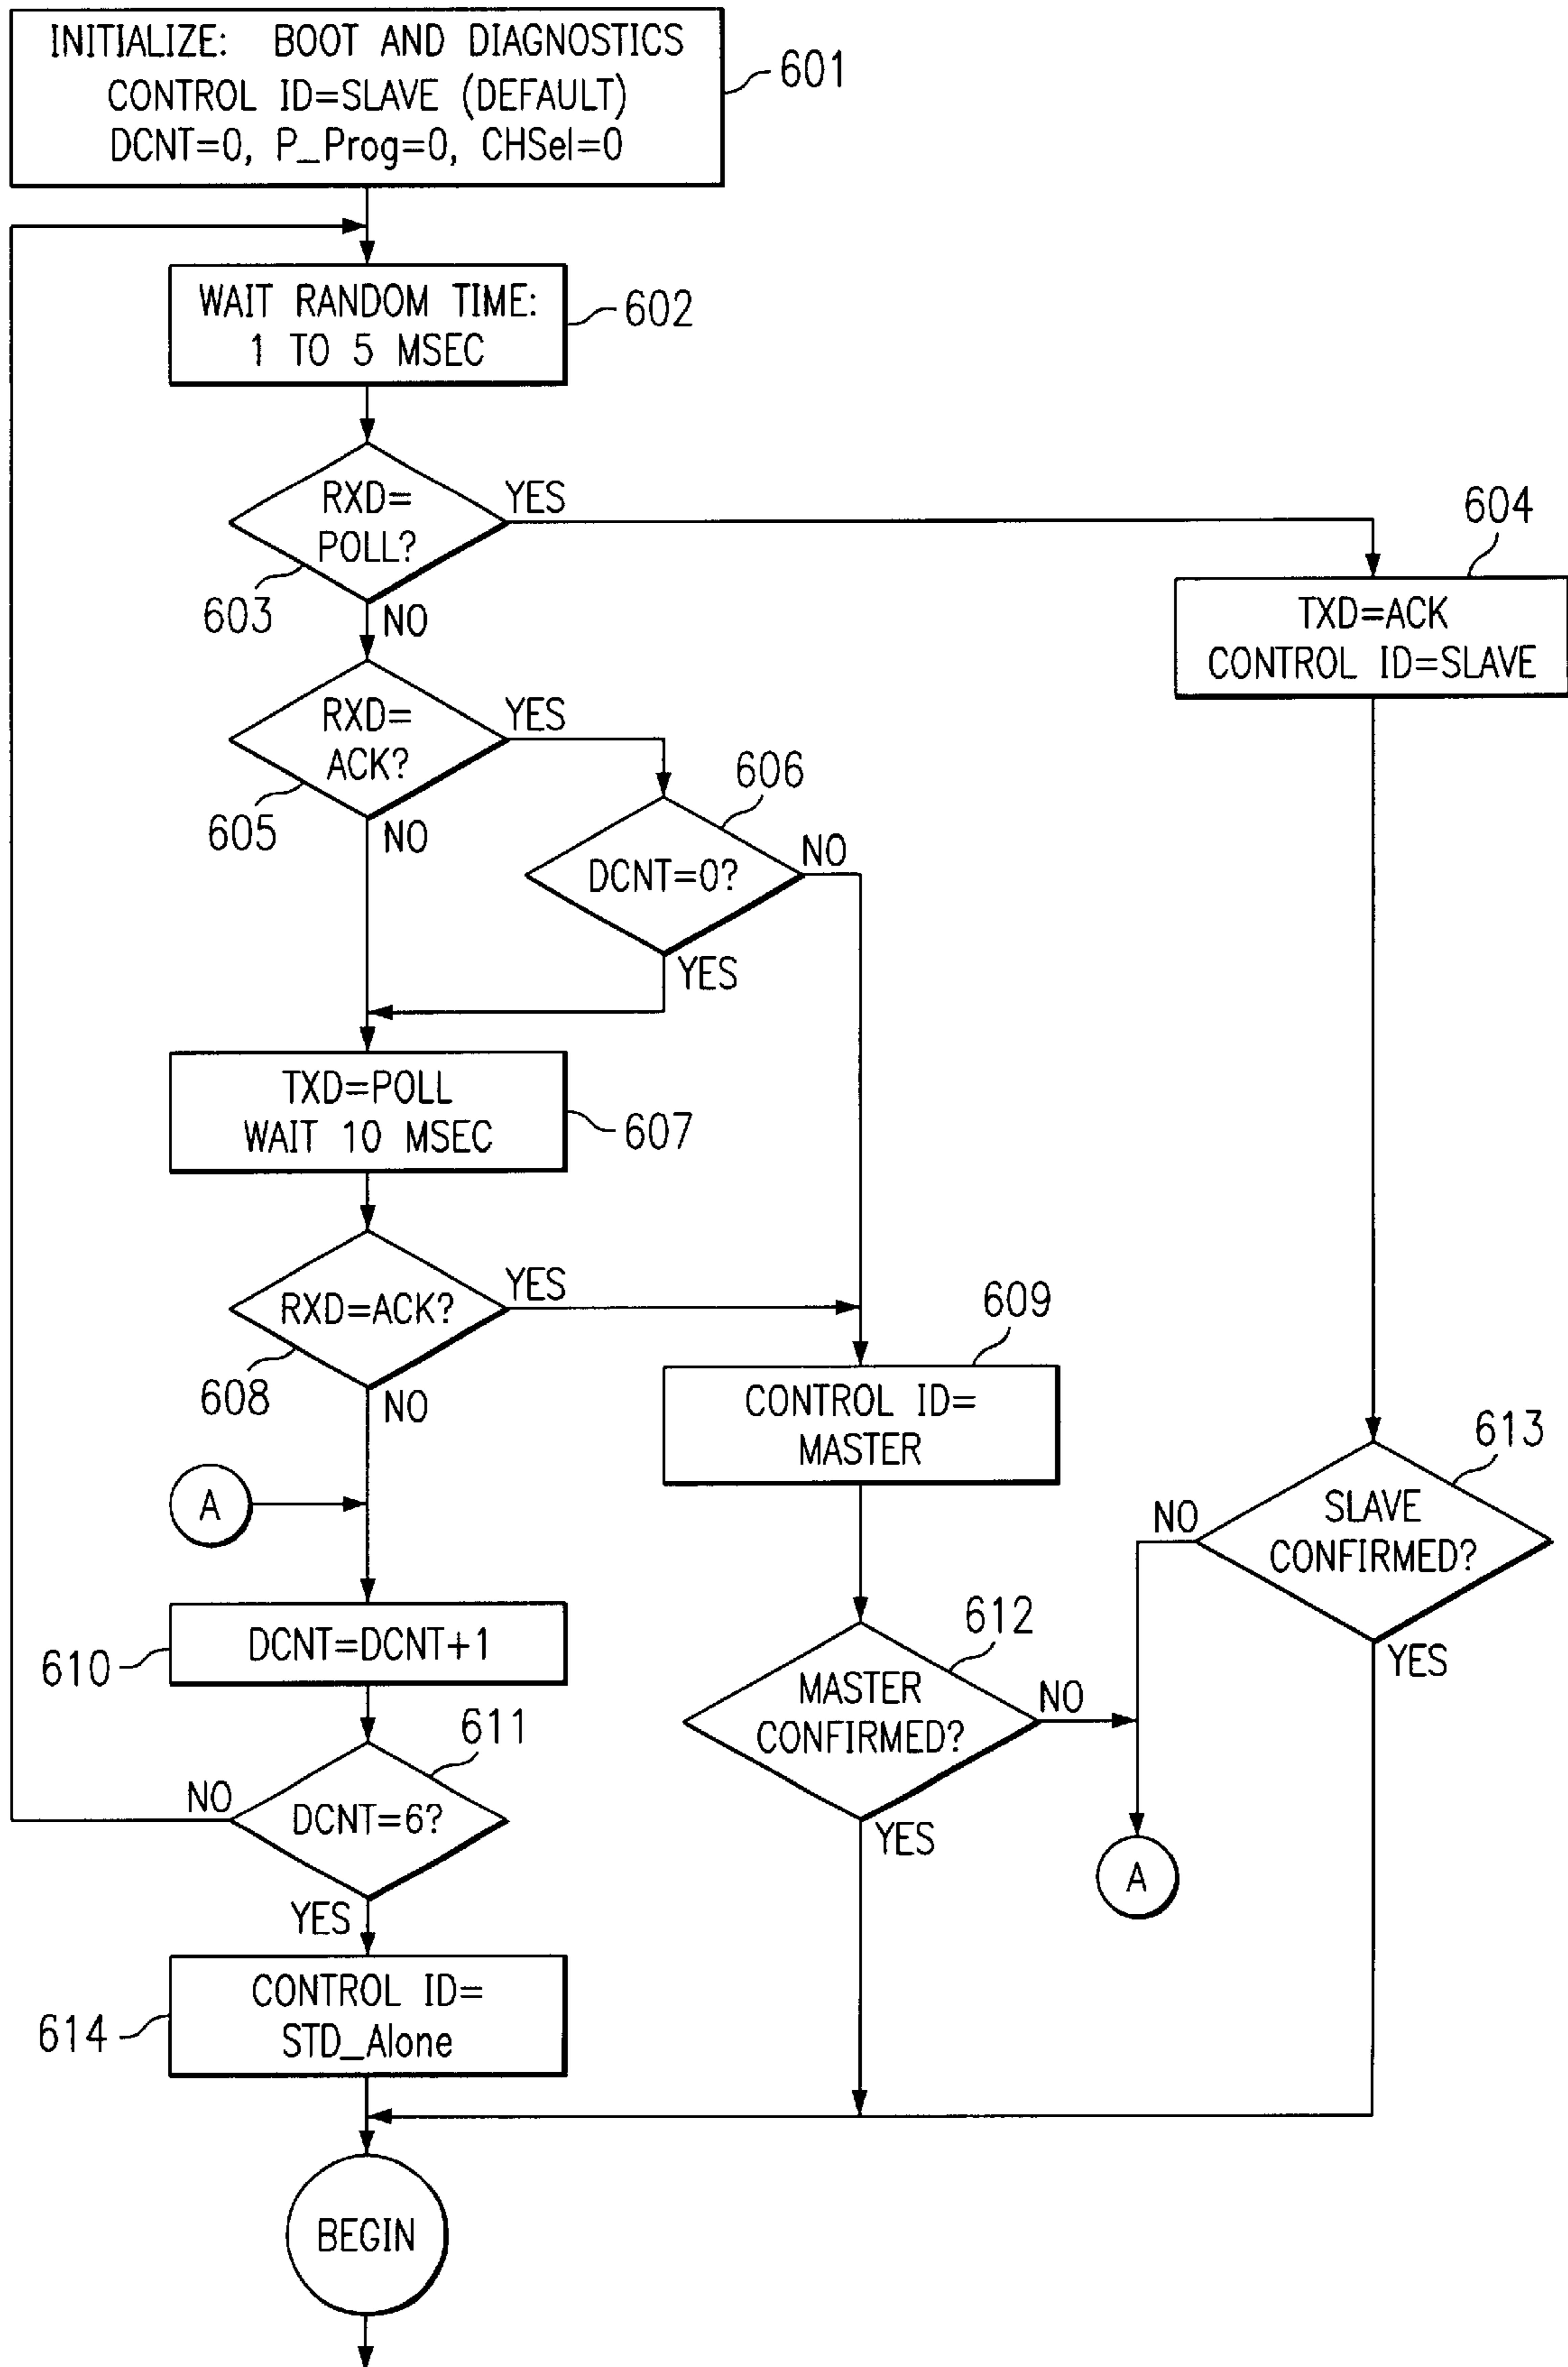 INITIALIZE: BOOT AND DIAGNOSTICS
CONTROL ID=SLAVE (DEFAULT)
DCNT=0, P_Prog=0, CHSel=0
601
WAIT RANDOM TIME:
1 TO 5 MSEC
602
RXD=
POLL?
YES
603
NO
604
TXD=ACK
CONTROL ID=SLAVE
RXD=
ACK?
YES
605
NO
606
DCNT=0?
NO
YES
TXD=POLL
WAIT 10 MSEC
607
RXD=ACK?
YES
608
NO
609
CONTROL ID=
MASTER
613
SLAVE
CONFIRMED?
NO
YES
A
DCNT=DCNT+1
610
612
MASTER
CONFIRMED?
NO
YES
A
611
DCNT=6?
NO
YES
CONTROL ID=
STD_Alone
614
BEGIN